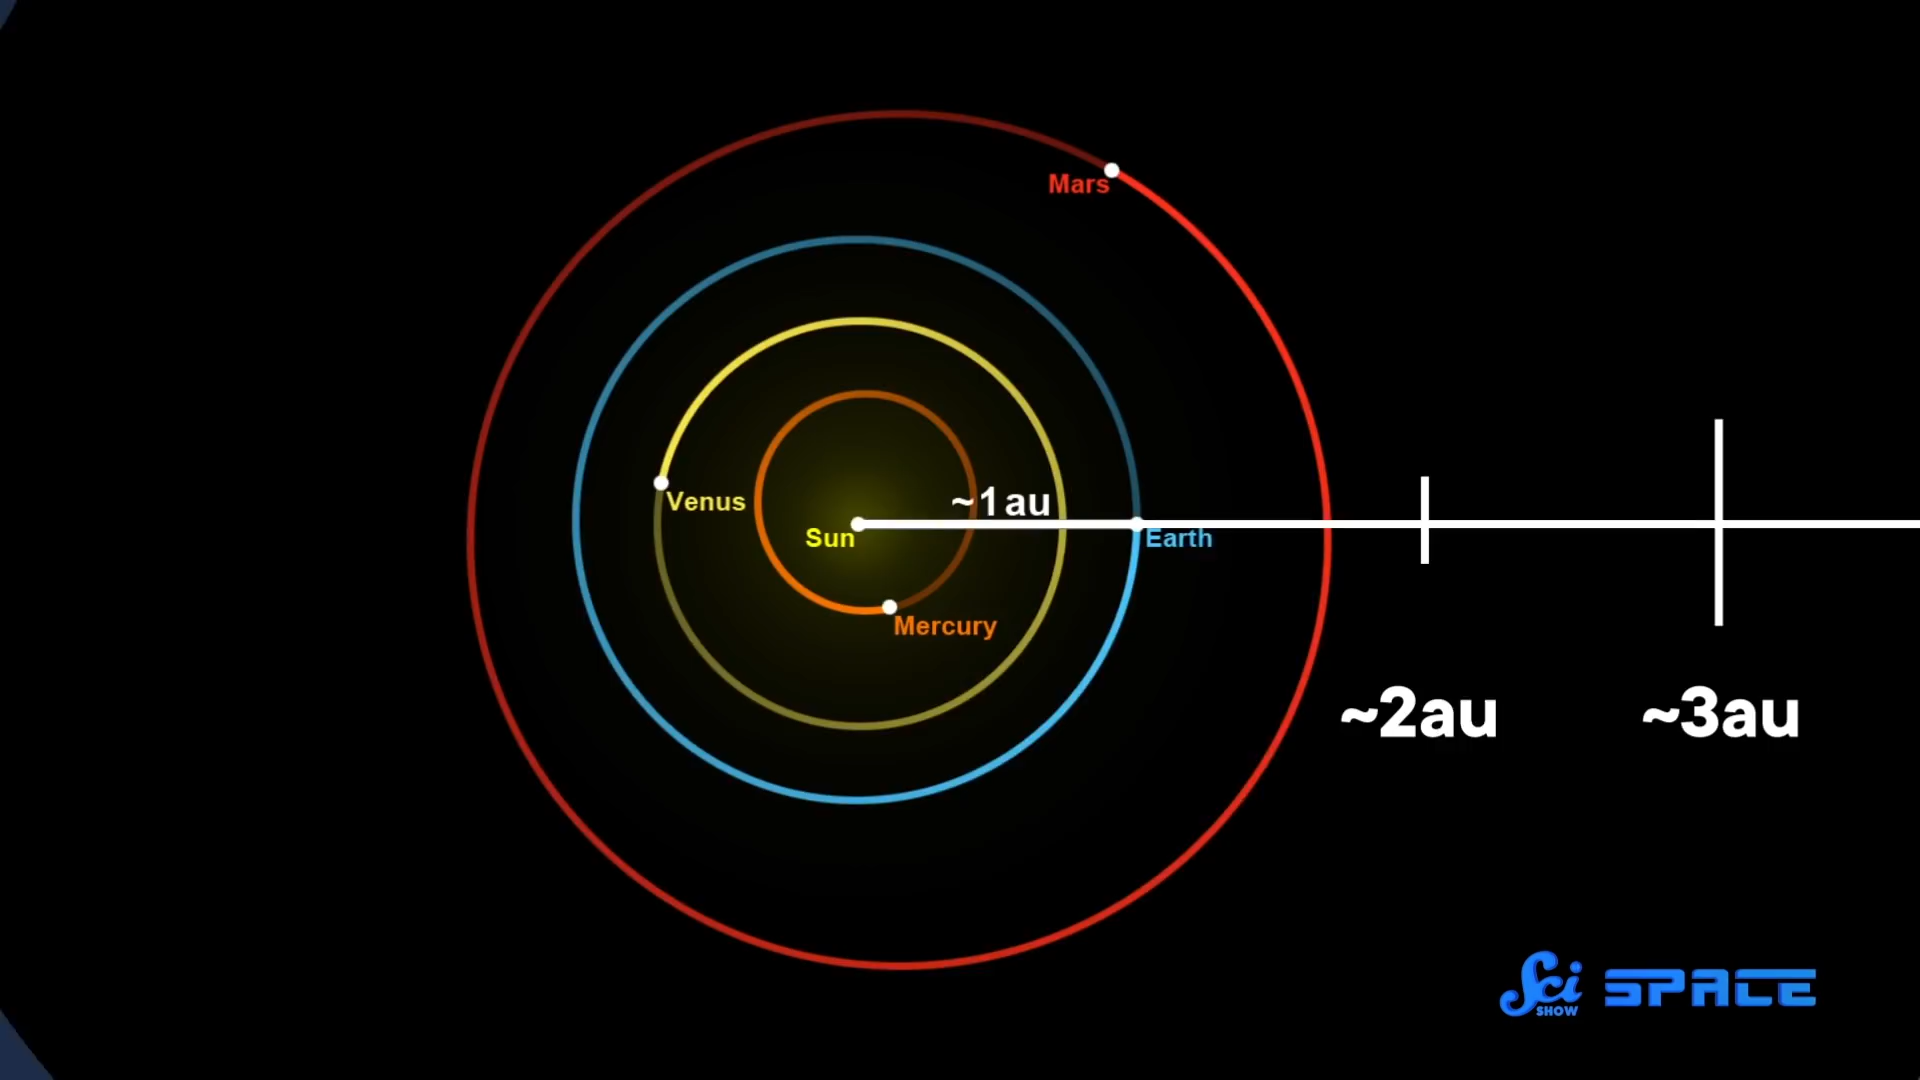 Mars
~1 au
Venus
Sun
Earth
Mercury
~2au
~3au
Sci SPACE
SHOW